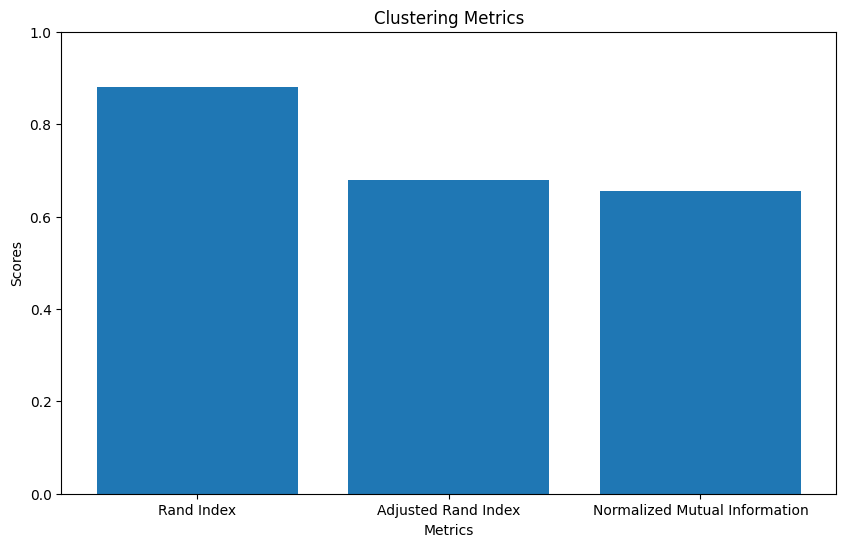 Clustering Metrics
1.0
0.8
0.6
0.4
0.2
0.0
Scores
Rand Index
Adjusted Rand Index
Normalized Mutual Information
Metrics